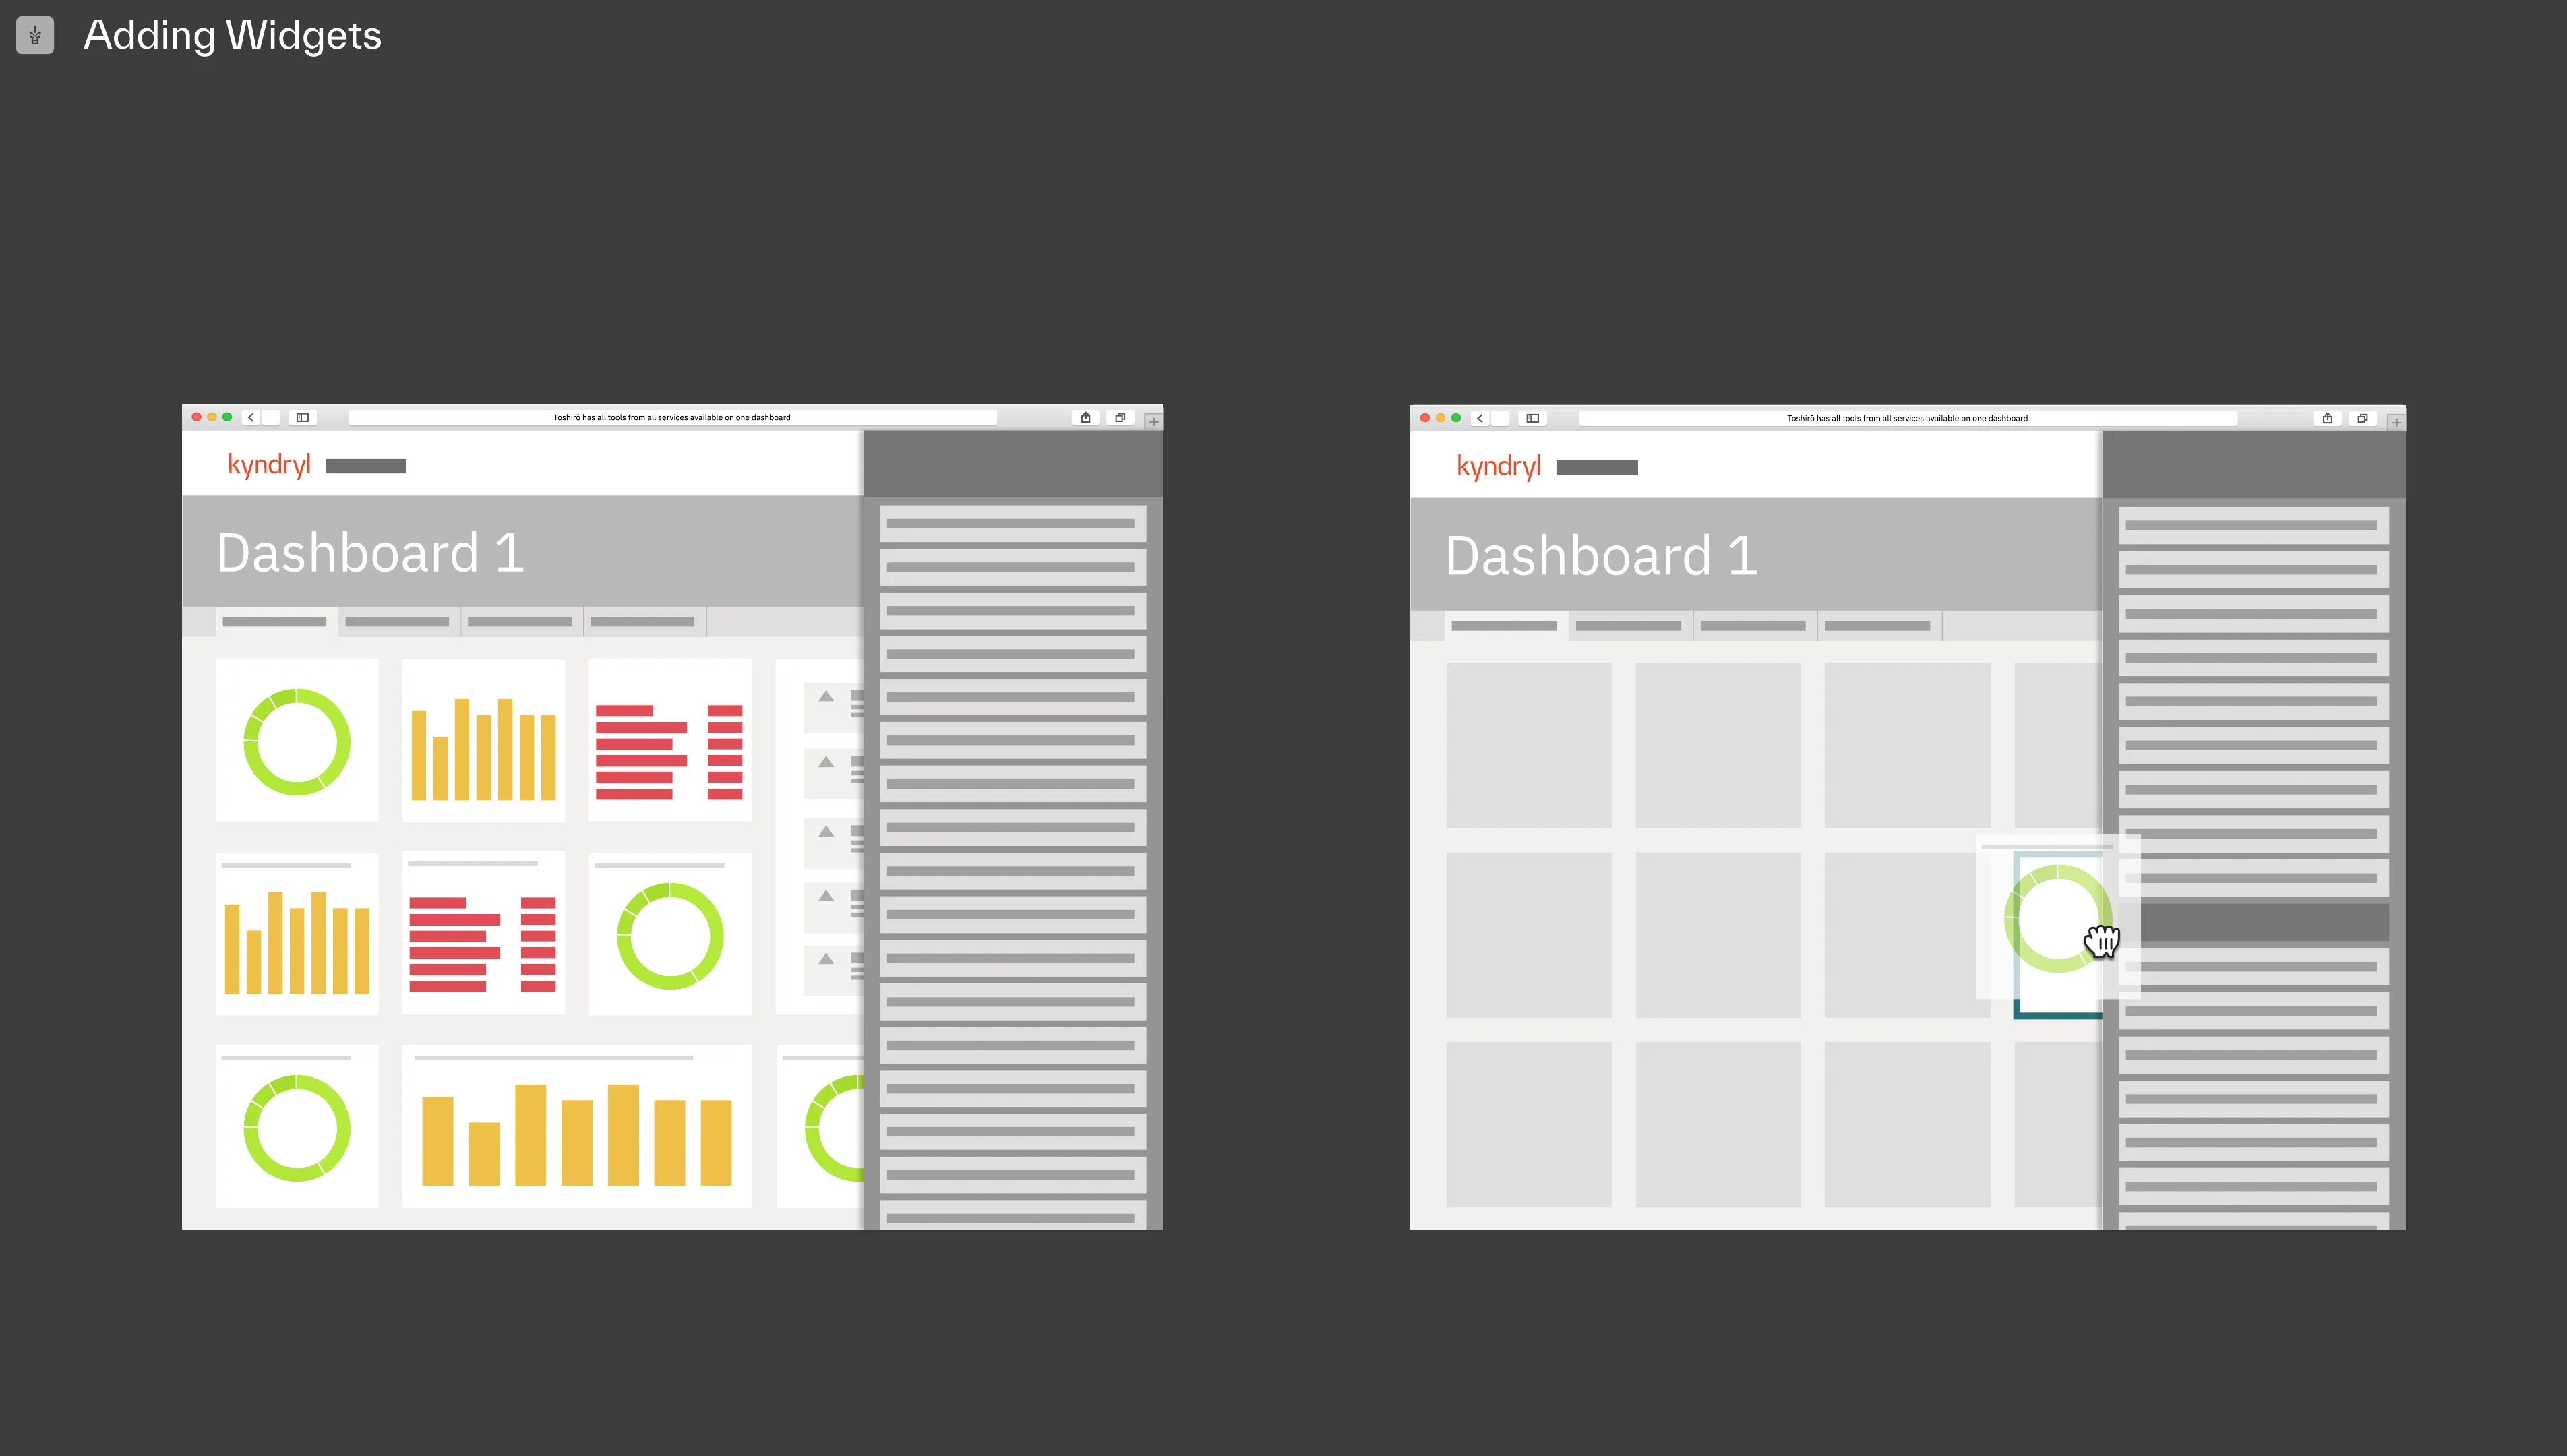 Adding Widgets
Toshirō has all tools from all services available on one dashboard
kyndryl
Dashboard 1
Toshirō has all tools from all services available on one dashboard
kyndryl
Dashboard 1